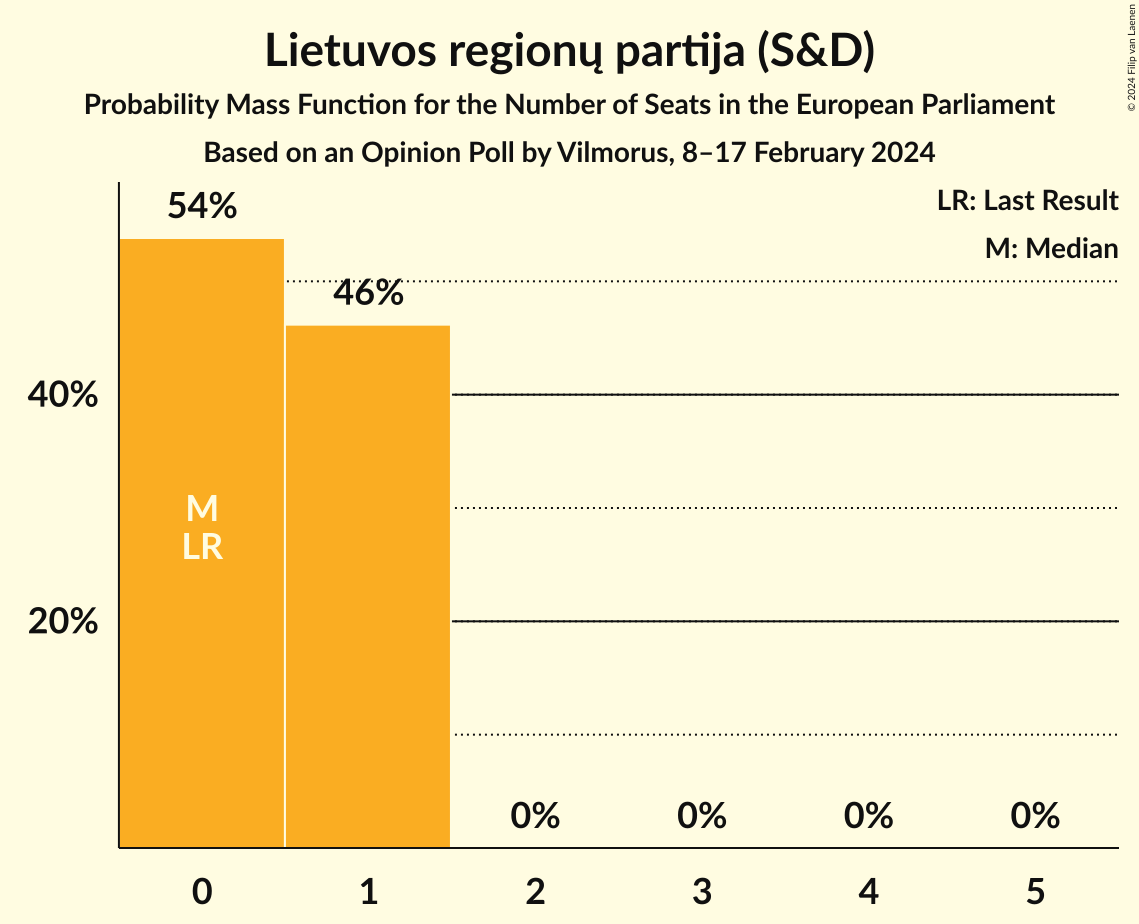 Lietuvos regionų partija (S&D)
Probability Mass Function for the Number of Seats in the European Parliament
Based on an Opinion Poll by Vilmorus, 8–17 February 2024
© 2024 Filip van Laenen
LR: Last Result
M: Median
54%
46%
40%
20%
M
LR
0%
0%
0%
0%
0
1
2
3
4
5